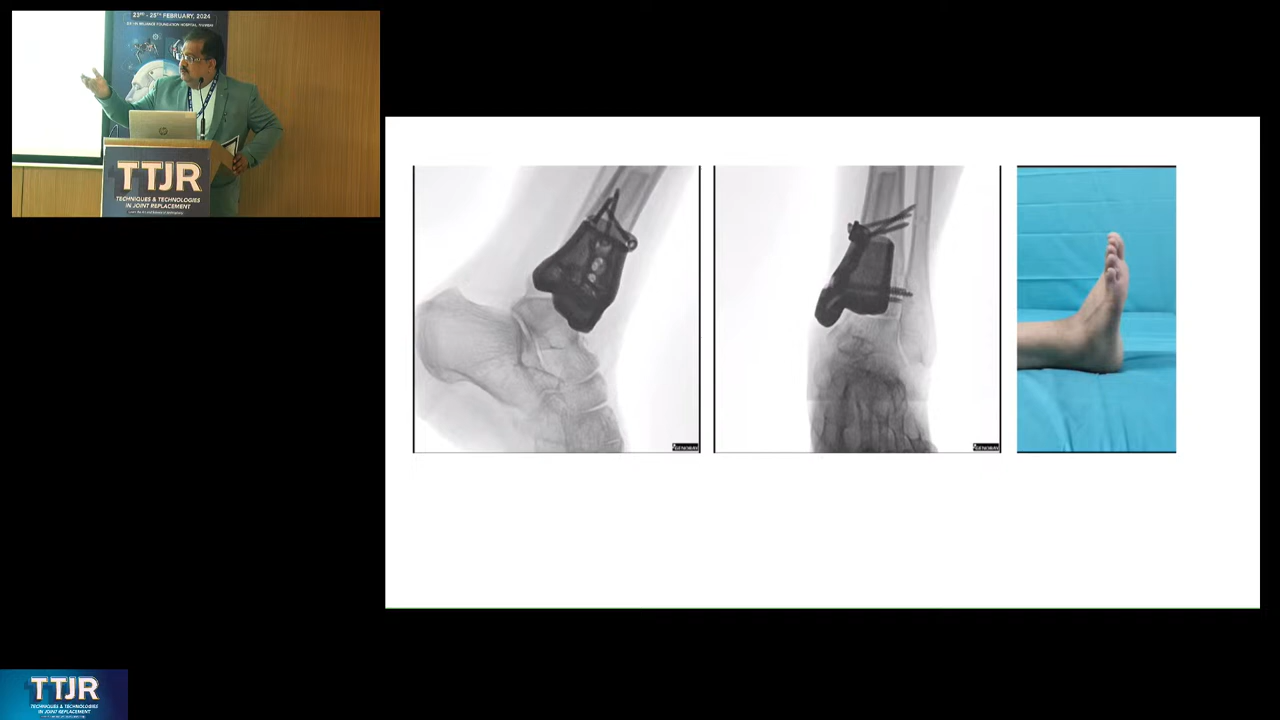 23RD - 25TH FEBRUARY, 2024
TTJR
TECHNIQUES & TECHNOLOGIES
IN JOINT REPLACEMENT
TTJR
TECHNIQUES & TECHNOLOGIES
IN JOINT REPLACEMENT